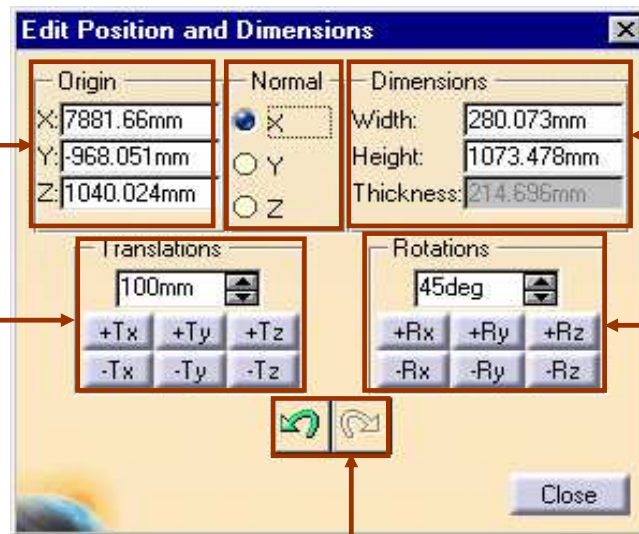 Edit Position and Dimensions
Origin
Normal
Dimensions
X: 7881.66mm
X
Width: 280.073mm
Y: -968.051mm
Y
Height: 1073.478mm
Z: 1040.024mm
Z
Thickness: 214.696mm
Translations
Rotations
100mm
45deg
+Tx +Ty +Tz
+Rx +Ry +Rz
-Tx -Ty -Tz
-Rx -Ry -Rz
Close